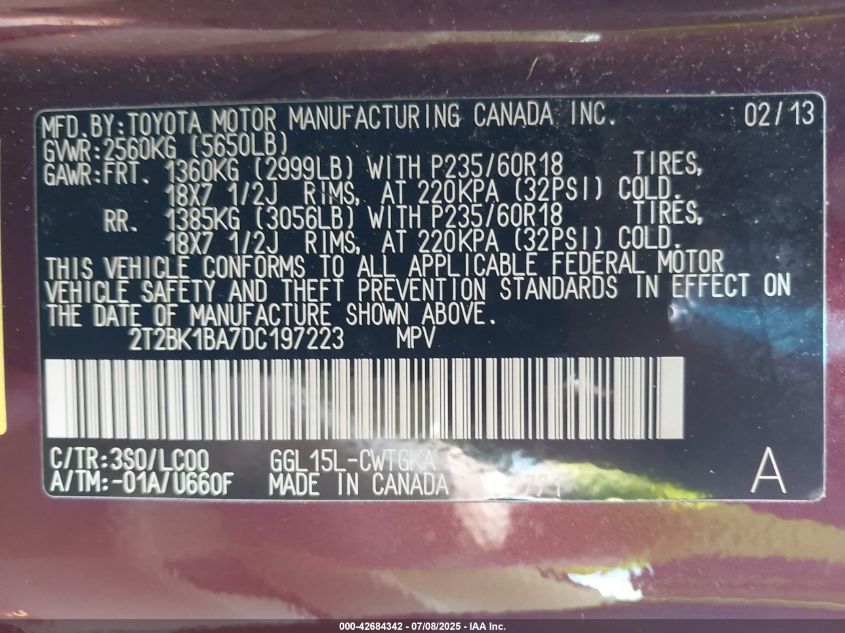 MFD.BY:TOYOTA MOTOR MANUFACTURING CANADA INC. 02/13
GVWR:2560KG (5650LB)
GAWR:FRT. 1360KG (2999LB) WITH P235/60R18 TIRES,
18X7 1/2J RIMS, AT 220KPA (32PSI) COLD.
RR. 1385KG (3056LB) WITH P235/60R18 TIRES,
18X7 1/2J RIMS, AT 220KPA (32PSI) COLD.
THIS VEHICLE CONFORMS TO ALL APPLICABLE FEDERAL MOTOR
VEHICLE SAFETY AND THEFT PREVENTION STANDARDS IN EFFECT ON
THE DATE OF MANUFACTURE SHOWN ABOVE.
2T2BK1BA7DC197223 MPV
C/TR:3S0/LC00 GGL15L-CWTGKA
A/TM:-01A/U660F MADE IN CANADA A
000-42684342 - 07/08/2025 - IAA Inc.